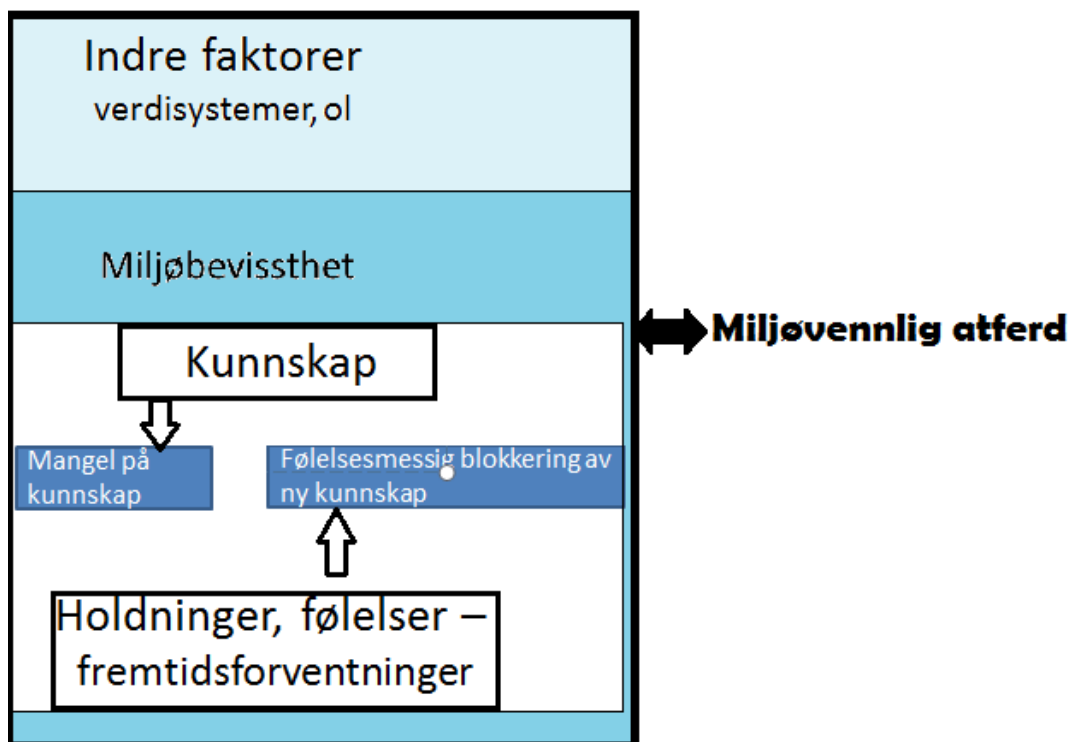 Indre faktorer
verdisystemer, ol
Miljøbevissthet
Miljøvennlig atferd
Kunnskap
Mangel på
kunnskap
Følelsesmessig blokkering av
ny kunnskap
Holdninger, følelser –
fremtidsforventninger